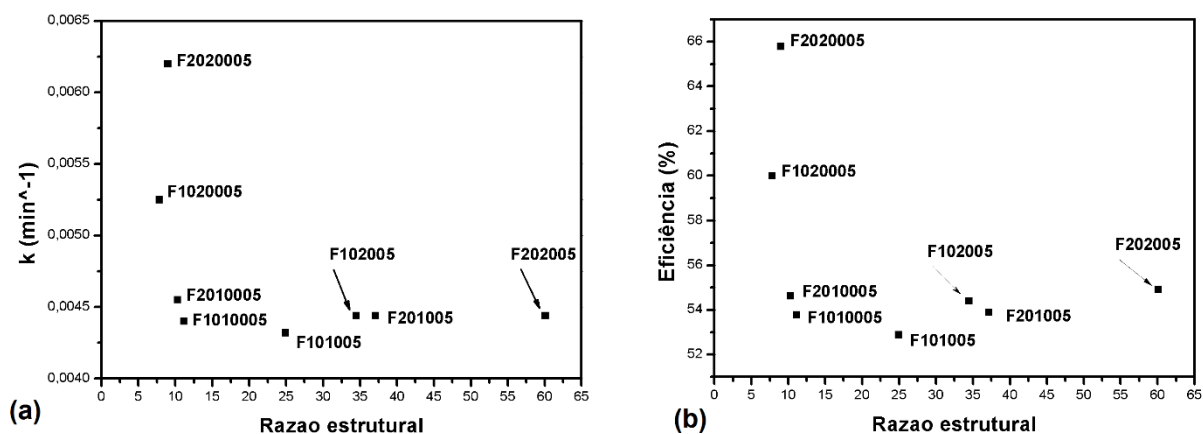 0,0065
0,0060
0,0055
0,0050
0,0045
0,0040
k (min^-1)
F2020005
F1020005
F102005
F202005
F2010005
F1010005
F101005
F201005
0 5 10 15 20 25 30 35 40 45 50 55 60 65
Razao estrutural
(a)
66
64
62
60
58
56
54
52
Eficiência (%)
F2020005
F1020005
F102005
F202005
F2010005
F1010005
F101005
F201005
0 5 10 15 20 25 30 35 40 45 50 55 60 65
Razao estrutural
(b)